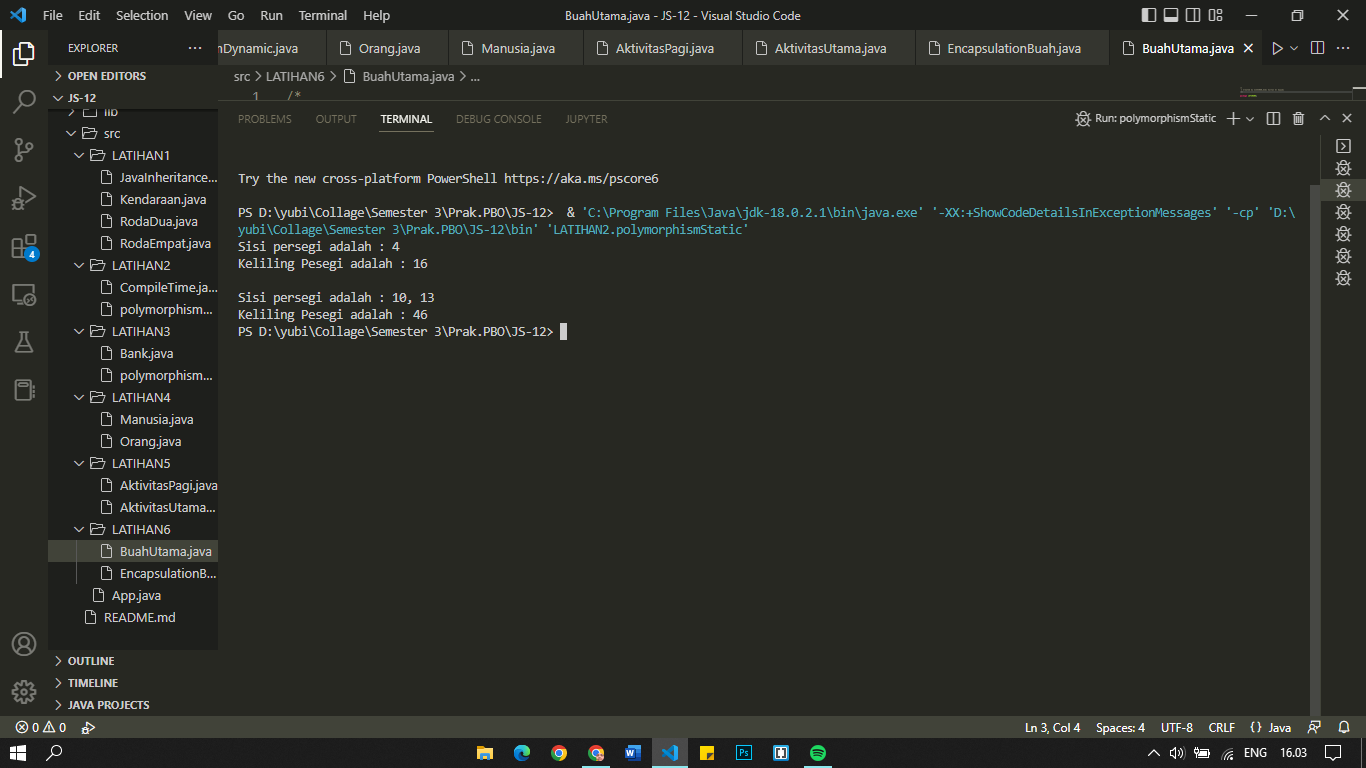 File Edit Selection View Go Run Terminal Help
BuahUtama.java - JS-12 - Visual Studio Code
EXPLORER
OPEN EDITORS
JS-12
lib
src
LATIHAN1
JavaInheritance...
Kendaraan.java
RodaDua.java
RodaEmpat.java
LATIHAN2
CompileTime.ja...
polymorphism...
LATIHAN3
Bank.java
polymorphism...
LATIHAN4
Manusia.java
Orang.java
LATIHAN5
AktivitasPagi.java
AktivitasUtama...
LATIHAN6
BuahUtama.java
EncapsulationB...
App.java
README.md
OUTLINE
TIMELINE
JAVA PROJECTS
4
nDynamic.java Orang.java Manusia.java AktivitasPagi.java AktivitasUtama.java EncapsulationBuah.java BuahUtama.java
src > LATIHAN6 > BuahUtama.java > ...
1 /*
PROBLEMS OUTPUT TERMINAL DEBUG CONSOLE JUPYTER
Run: polymorphismStatic
Try the new cross-platform PowerShell https://aka.ms/pscore6
PS D:\yubi\Collage\Semester 3\Prak.PBO\JS-12> & 'C:\Program Files\Java\jdk-18.0.2.1\bin\java.exe' '-XX:+ShowCodeDetailsInExceptionMessages' '-cp' 'D:\
yubi\Collage\Semester 3\Prak.PBO\JS-12\bin' 'LATIHAN2.polymorphismStatic'
Sisi persegi adalah : 4
Keliling Pesegi adalah : 16
Sisi persegi adalah : 10, 13
Keliling Pesegi adalah : 46
PS D:\yubi\Collage\Semester 3\Prak.PBO\JS-12>
0 0
Ln 3, Col 4 Spaces: 4 UTF-8 CRLF {} Java
ENG 16.03